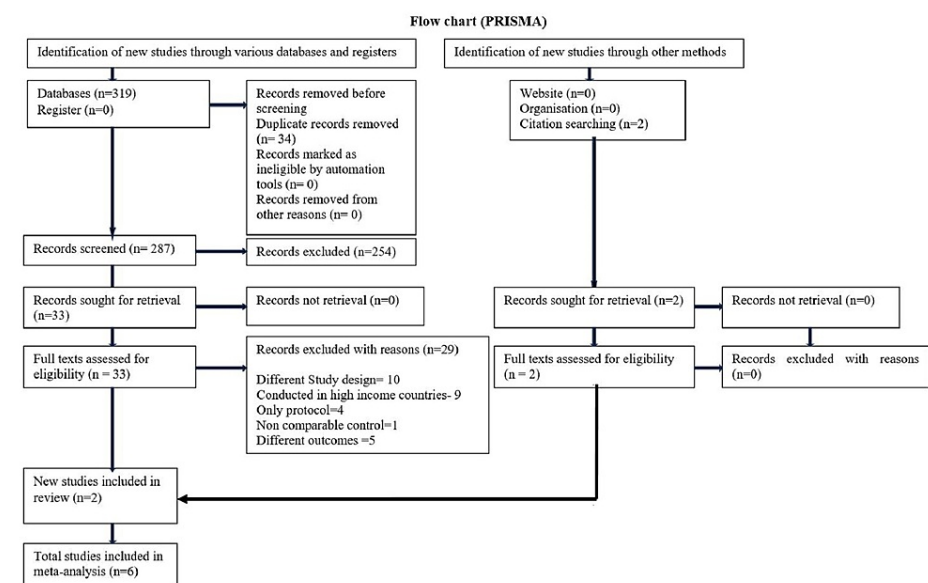 Flow chart (PRISMA)
Identification of new studies through various databases and registers
Identification of new studies through other methods
Databases (n=319)
Register (n=0)
Records removed before
screening
Duplicate records removed
(n= 34)
Records marked as
ineligible by automation
tools (n= 0)
Records removed from
other reasons (n= 0)
Website (n=0)
Organisation (n=0)
Citation searching (n=2)
Records screened (n= 287)
Records excluded (n=254)
Records sought for retrieval
(n=33)
Records not retrieval (n=0)
Records sought for retrieval (n=2)
Records not retrieval (n=0)
Full texts assessed for
eligibility (n = 33)
Records excluded with reasons (n=29)
Different Study design= 10
Conducted in high income countries- 9
Only protocol=4
Non comparable control=1
Different outcomes =5
Full texts assessed for eligibility
(n = 2)
Records excluded with reasons
(n=0)
New studies included in
review (n=2)
Total studies included in
meta-analysis (n=6)